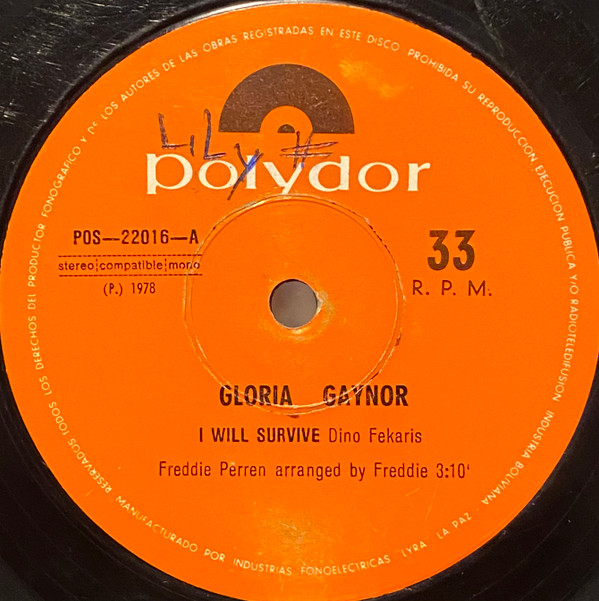 RESERVADOS TODOS LOS DERECHOS DEL PRODUCTOR FONOGRAFICO Y DE LOS AUTORES DE LAS OBRAS REGISTRADAS EN ESTE DISCO. PROHIBIDA SU REPRODUCCION EJECUCION PUBLICA Y/O RADIOTELEDIFUSION INDUSTRIA BOLIVIANA
LILY #
polydor
POS--22016-A
33
stereo compatible mono
R. P. M.
(P.) 1978
GLORIA GAYNOR
I WILL SURVIVE Dino Fekaris
Freddie Perren arranged by Freddie 3:10'
MANUFACTURADO POR INDUSTRIAS FONOELECTRICAS "LYRA" LA PAZ -